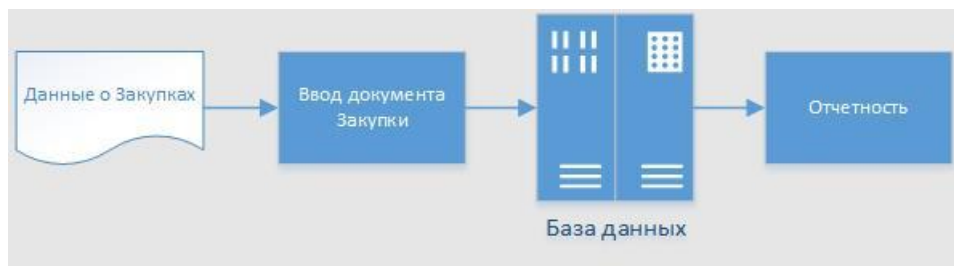 Данные о Закупках
Ввод документа
Закупки
Отчетность
База данных